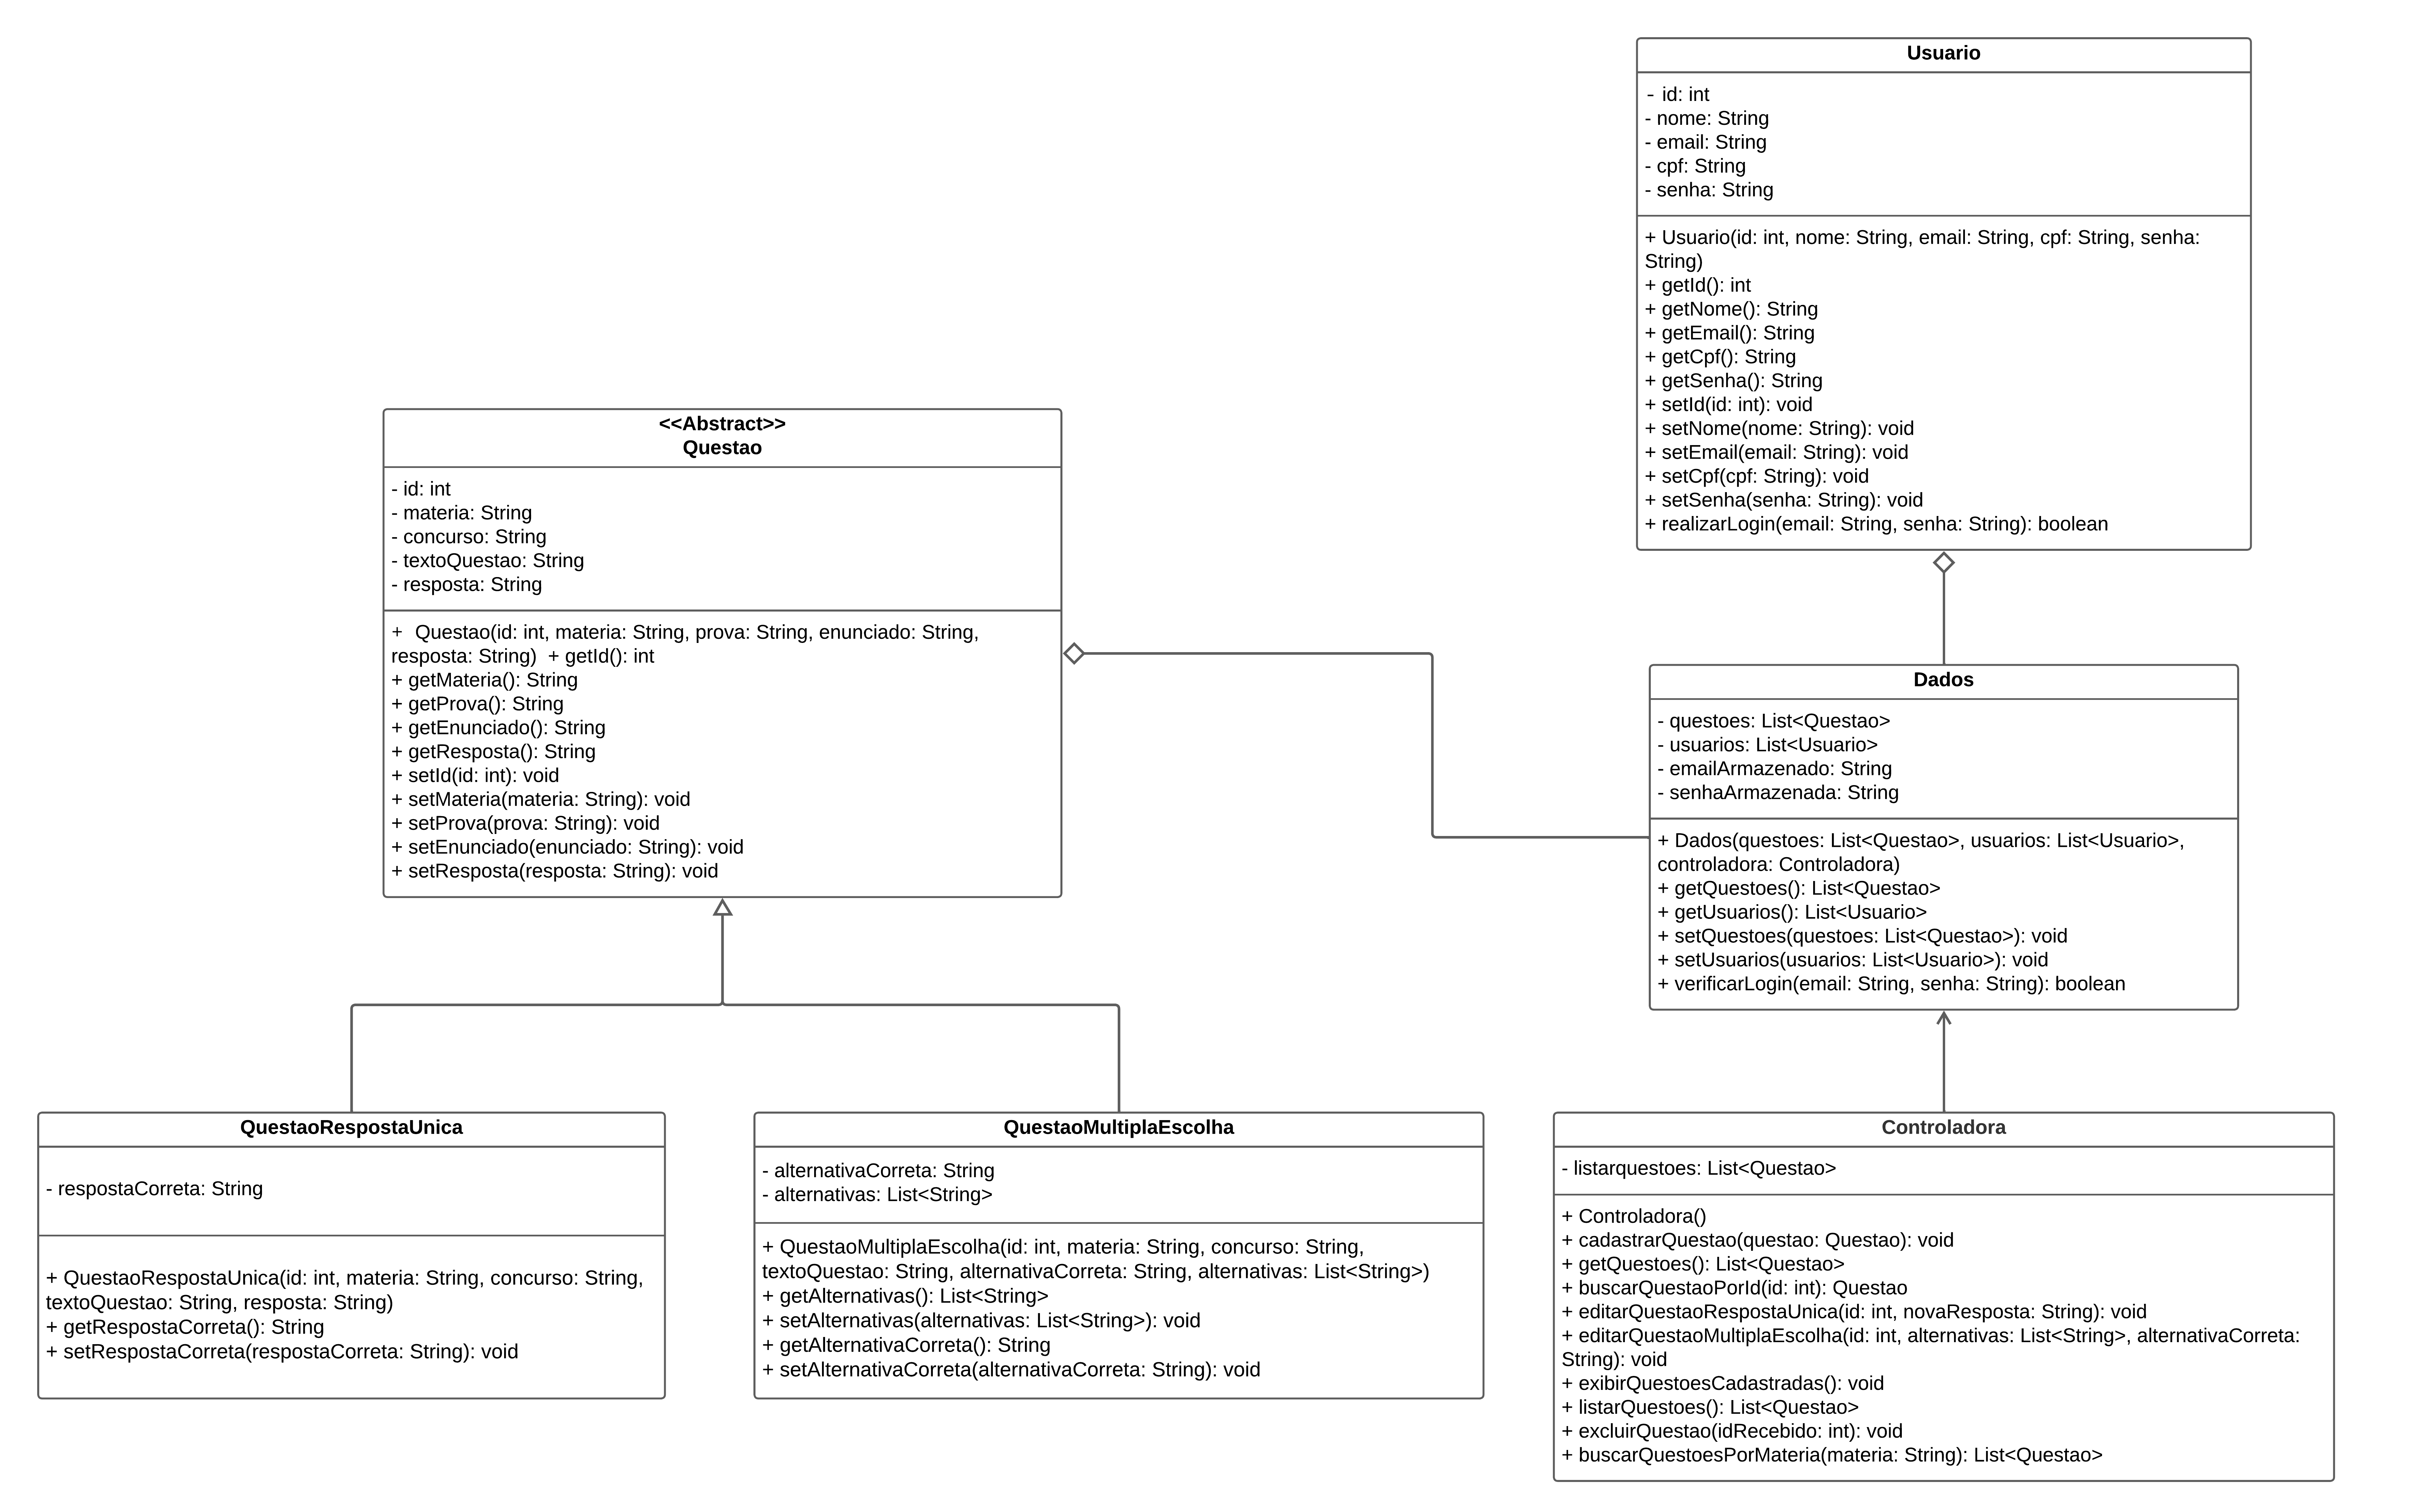 Usuario
- id: int
- nome: String
- email: String
- cpf: String
- senha: String
+ Usuario(id: int, nome: String, email: String, cpf: String, senha:
String)
+ getId(): int
+ getNome(): String
+ getEmail(): String
+ getCpf(): String
+ getSenha(): String
+ setId(id: int): void
+ setNome(nome: String): void
+ setEmail(email: String): void
+ setCpf(cpf: String): void
+ setSenha(senha: String): void
+ realizarLogin(email: String, senha: String): boolean
<<Abstract>>
Questao
- id: int
- materia: String
- concurso: String
- textoQuestao: String
- resposta: String
+ Questao(id: int, materia: String, prova: String, enunciado: String,
resposta: String) + getId(): int
+ getMateria(): String
+ getProva(): String
+ getEnunciado(): String
+ getResposta(): String
+ setId(id: int): void
+ setMateria(materia: String): void
+ setProva(prova: String): void
+ setEnunciado(enunciado: String): void
+ setResposta(resposta: String): void
Dados
- questoes: List<Questao>
- usuarios: List<Usuario>
- emailArmazenado: String
- senhaArmazenada: String
+ Dados(questoes: List<Questao>, usuarios: List<Usuario>,
controladora: Controladora)
+ getQuestoes(): List<Questao>
+ getUsuarios(): List<Usuario>
+ setQuestoes(questoes: List<Questao>): void
+ setUsuarios(usuarios: List<Usuario>): void
+ verificarLogin(email: String, senha: String): boolean
QuestaoRespostaUnica
- respostaCorreta: String
+ QuestaoRespostaUnica(id: int, materia: String, concurso: String,
textoQuestao: String, resposta: String)
+ getRespostaCorreta(): String
+ setRespostaCorreta(respostaCorreta: String): void
QuestaoMultiplaEscolha
- alternativaCorreta: String
- alternativas: List<String>
+ QuestaoMultiplaEscolha(id: int, materia: String, concurso: String,
textoQuestao: String, alternativaCorreta: String, alternativas: List<String>)
+ getAlternativas(): List<String>
+ setAlternativas(alternativas: List<String>): void
+ getAlternativaCorreta(): String
+ setAlternativaCorreta(alternativaCorreta: String): void
Controladora
- listarquestoes: List<Questao>
+ Controladora()
+ cadastrarQuestao(questao: Questao): void
+ getQuestoes(): List<Questao>
+ buscarQuestaoPorId(id: int): Questao
+ editarQuestaoRespostaUnica(id: int, novaResposta: String): void
+ editarQuestaoMultiplaEscolha(id: int, alternativas: List<String>, alternativaCorreta:
String): void
+ exibirQuestoesCadastradas(): void
+ listarQuestoes(): List<Questao>
+ excluirQuestao(idRecebido: int): void
+ buscarQuestoesPorMateria(materia: String): List<Questao>